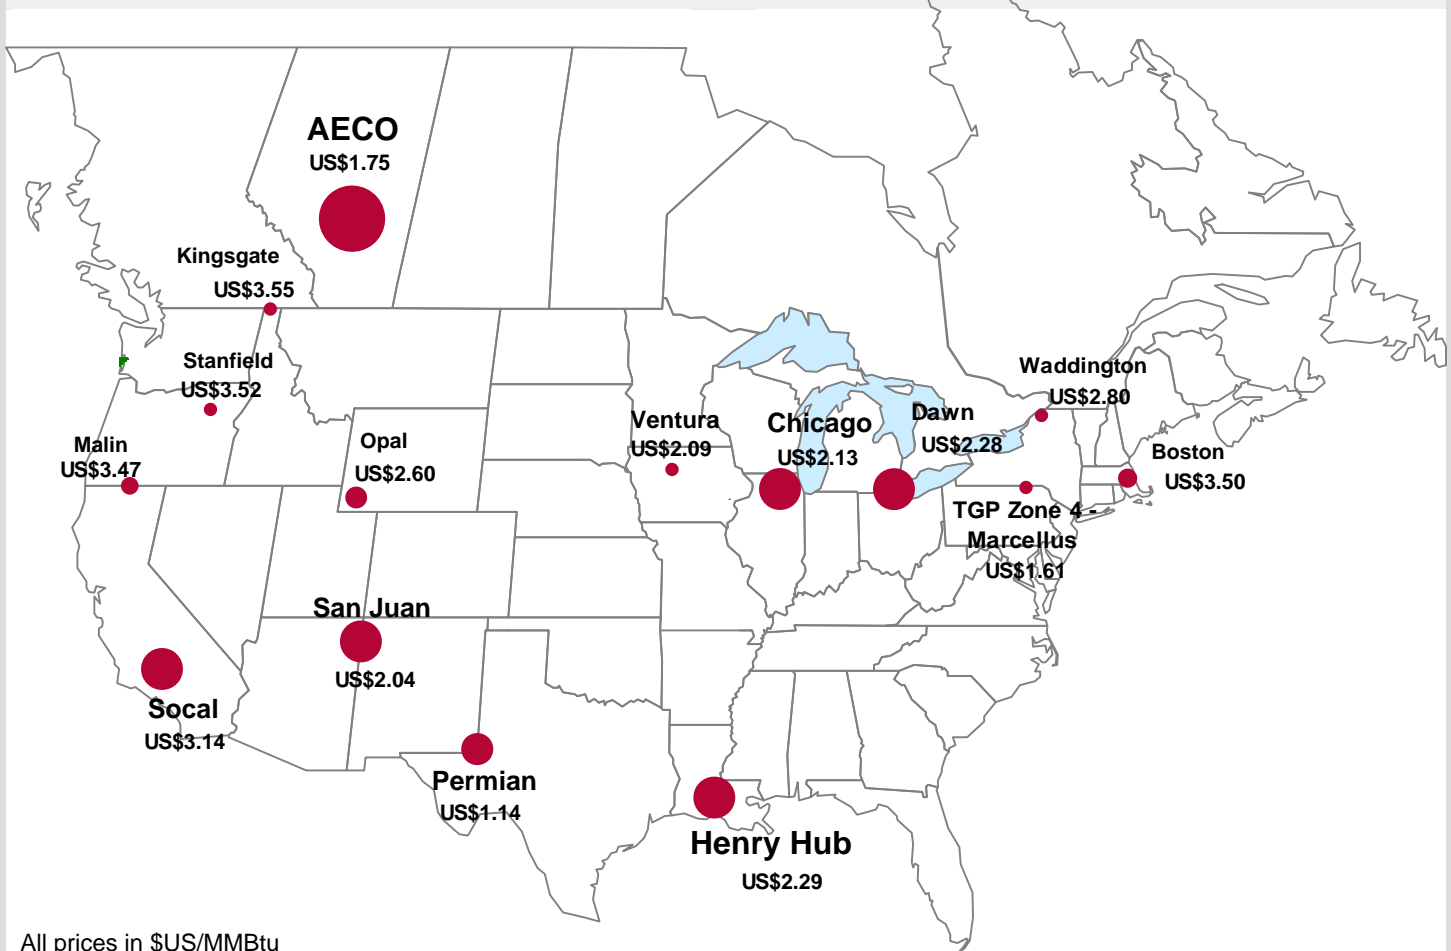 AECO
US$1.75
Kingsgate
US$3.55
Stanfield
US$3.52
Waddington
US$2.80
Malin
US$3.47
Opal
US$2.60
Ventura
US$2.09
Chicago
US$2.13
Dawn
US$2.28
Boston
US$3.50
TGP Zone 4 -
Marcellus
US$1.61
San Juan
US$2.04
Socal
US$3.14
Permian
US$1.14
Henry Hub
US$2.29
All prices in $US/MMBtu